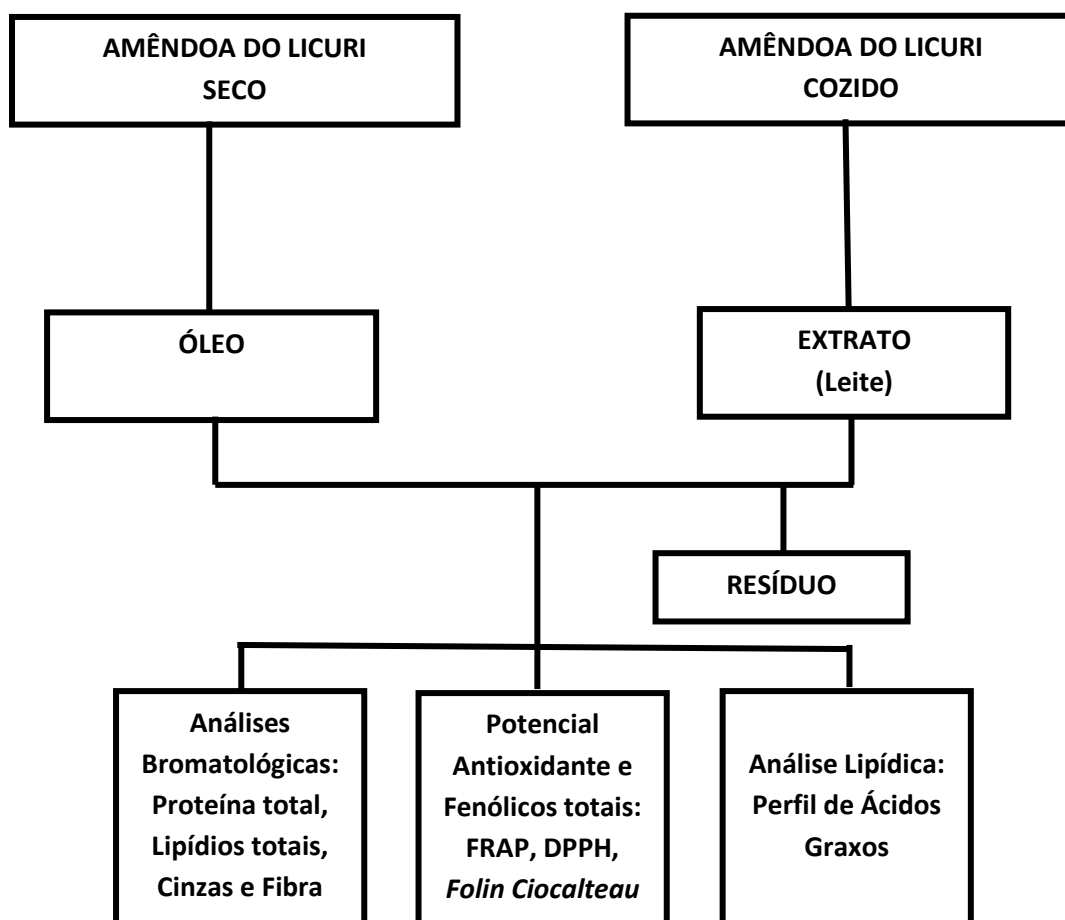 AMÊNDOA DO LICURI
SECO
AMÊNDOA DO LICURI
COZIDO
ÓLEO
EXTRATO
(Leite)
RESÍDUO
Análises
Bromatológicas:
Proteína total,
Lipídios totais,
Cinzas e Fibra
Potencial
Antioxidante e
Fenólicos totais:
FRAP, DPPH,
Folin Ciocalteau
Análise Lipídica:
Perfil de Ácidos
Graxos